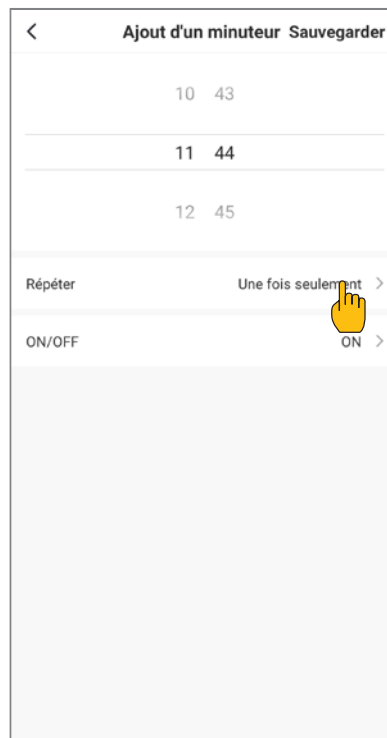 Ajout d'un minuteur Sauvegarder
10 43
11 44
12 45
Répéter Une fois seulement
ON/OFF ON